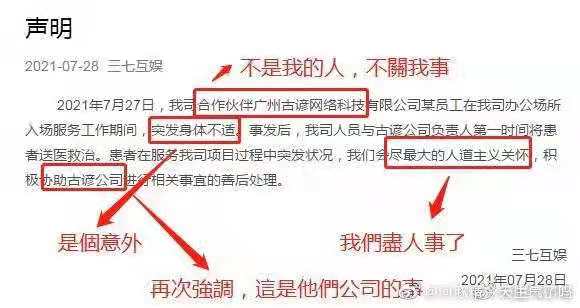 声明
2021-07-28 三七互娱
不是我的人，不關我事
2021年7月27日，我司合作伙伴广州古谚网络科技有限公司某员工在我司办公场所
入场服务工作期间，突发身体不适。事发后，我司人员与古谚公司负责人第一时间将患
者送医救治。患者在服务我司项目过程中突发状况，我们会尽最大的人道主义关怀，积
极协助古谚公司进行相关事宜的善后处理。
是個意外
我們盡人事了
再次強調，這是他們公司的事
三七互娱
2021年07月28日